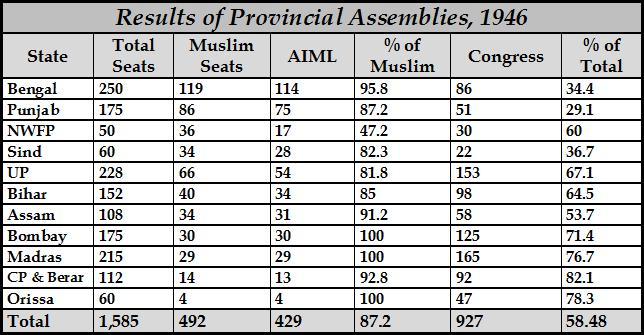 Results of Provincial Assemblies, 1946
State Total Seats Muslim Seats AIML % of Muslim Congress % of Total
Bengal 250 119 114 95.8 86 34.4
Punjab 175 86 75 87.2 51 29.1
NWFP 50 36 17 47.2 30 60
Sind 60 34 28 82.3 22 36.7
UP 228 66 54 81.8 153 67.1
Bihar 152 40 34 85 98 64.5
Assam 108 34 31 91.2 58 53.7
Bombay 175 30 30 100 125 71.4
Madras 215 29 29 100 165 76.7
CP & Berar 112 14 13 92.8 92 82.1
Orissa 60 4 4 100 47 78.3
Total 1,585 492 429 87.2 927 58.48